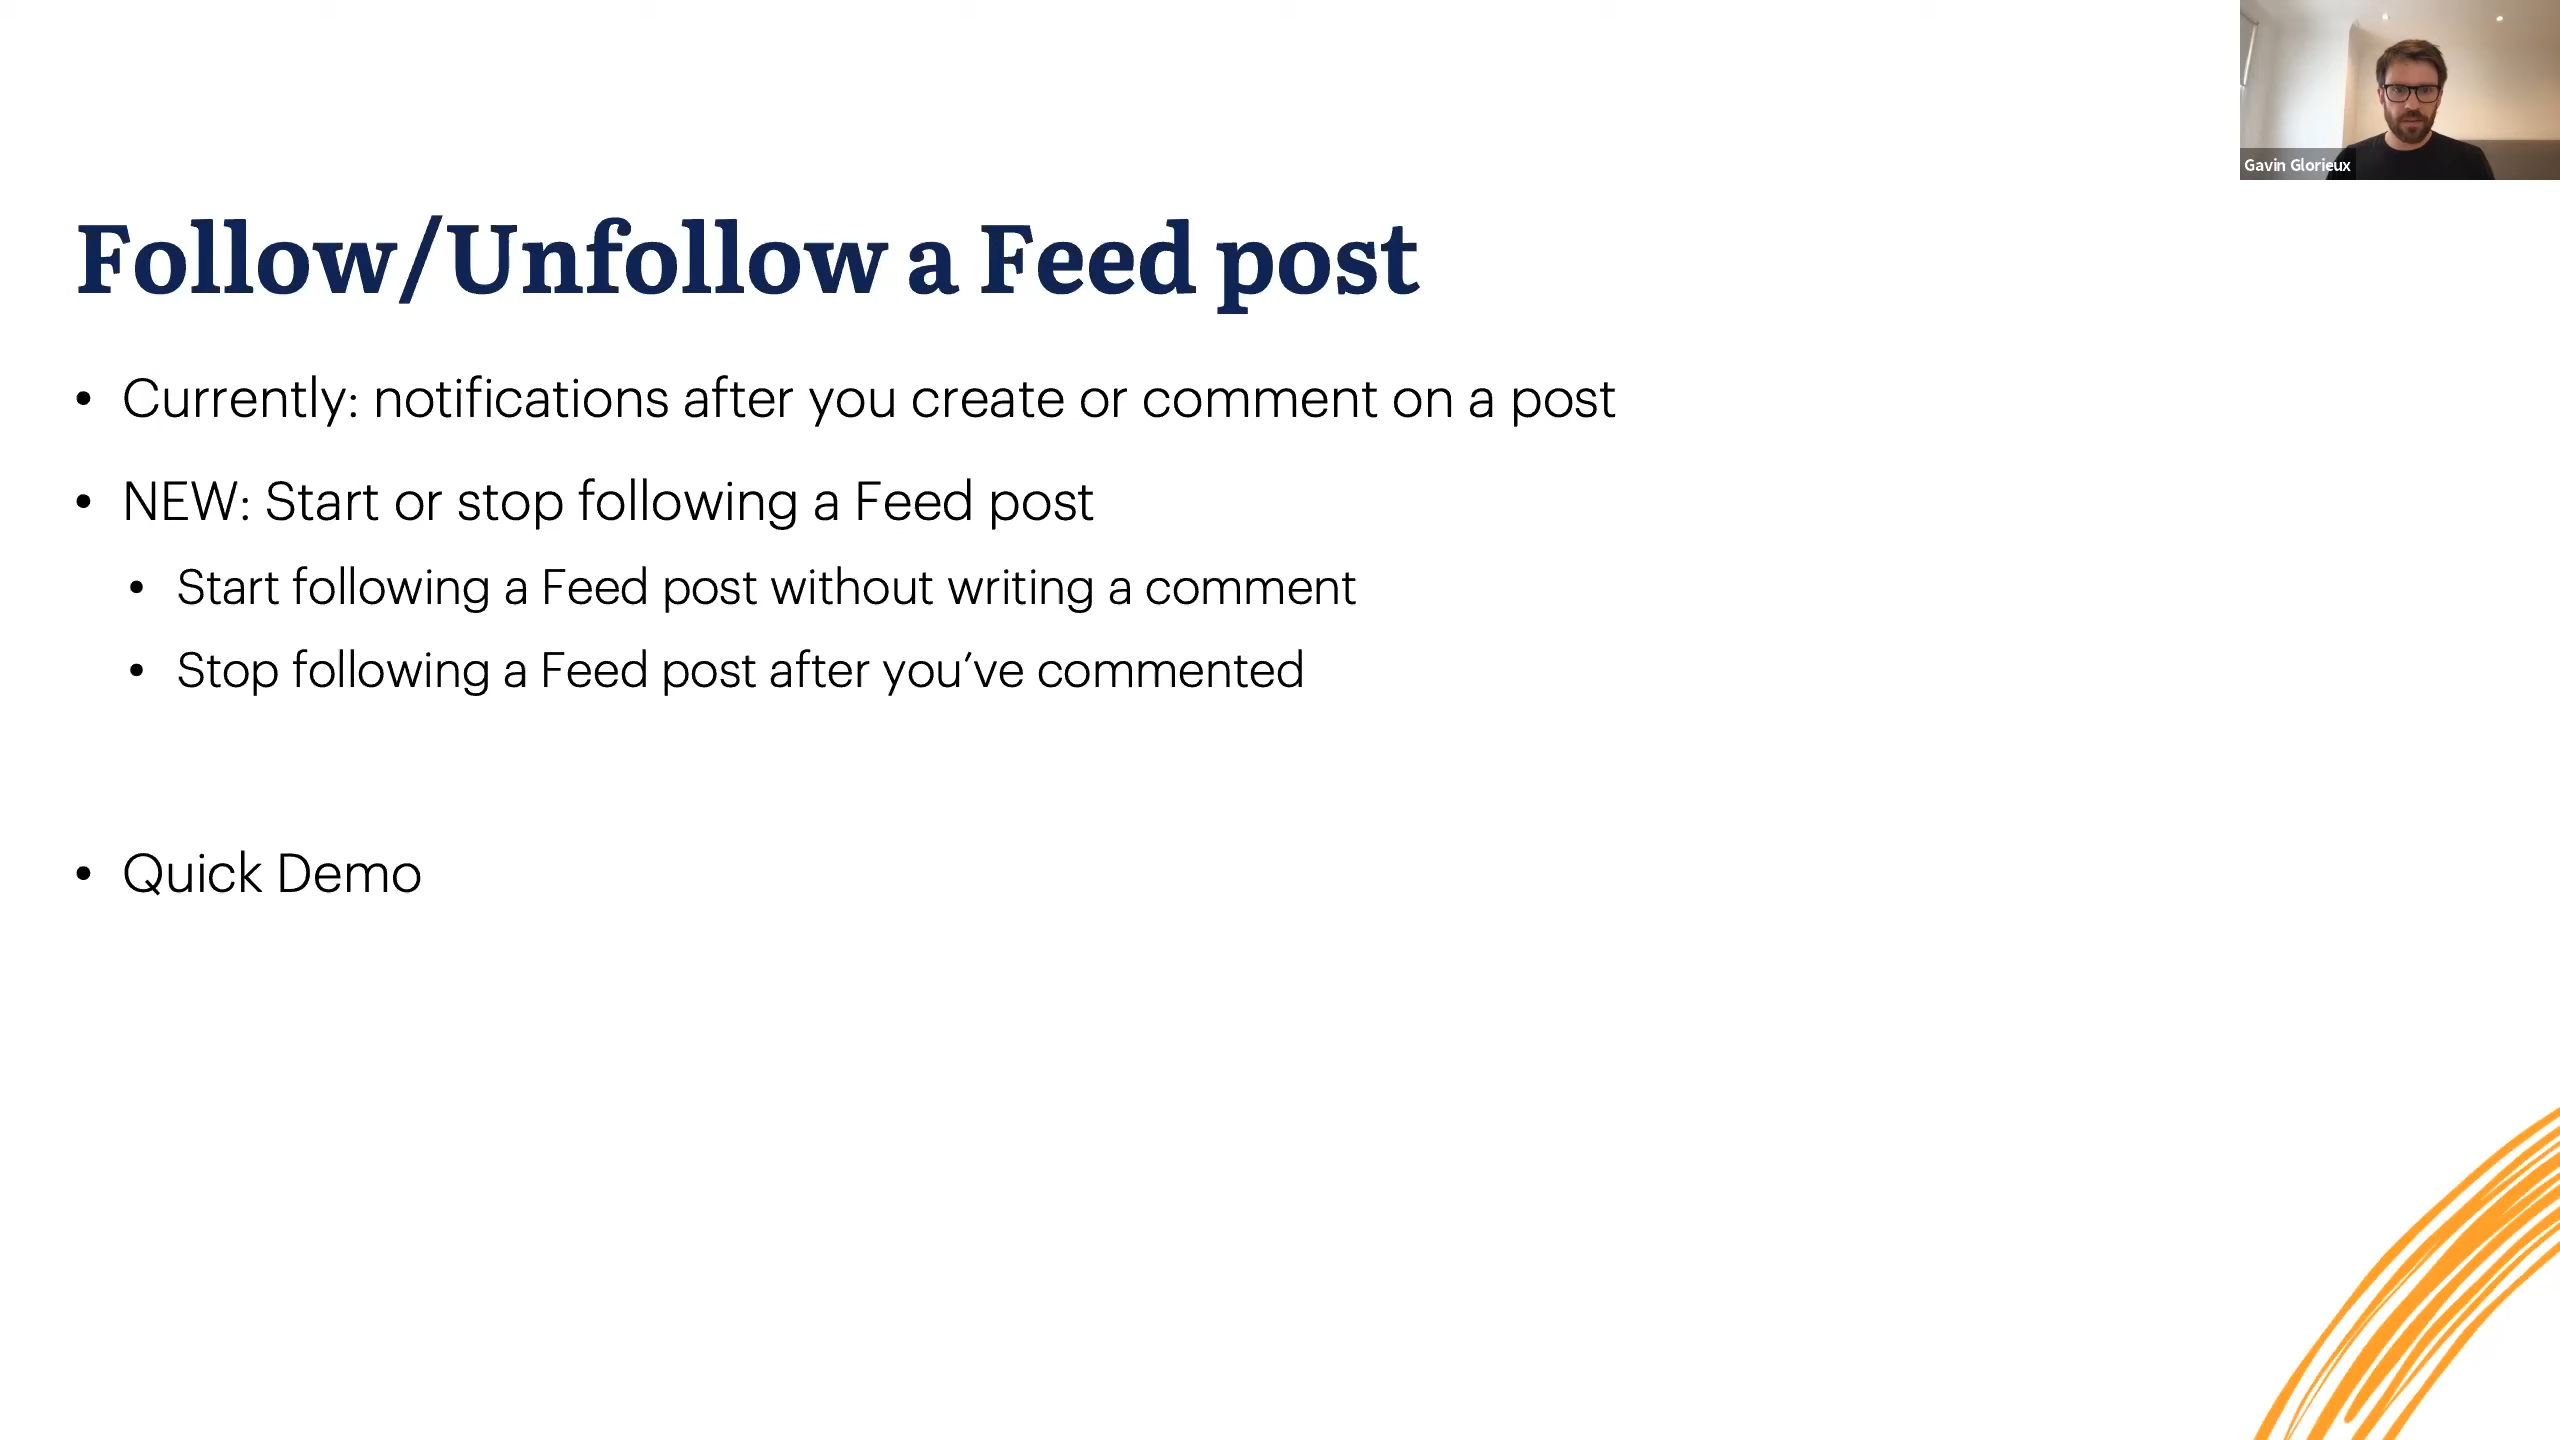 Gavin Glorieux
Follow/Unfollow a Feed post
• Currently: notifications after you create or comment on a post
• NEW: Start or stop following a Feed post
• Start following a Feed post without writing a comment
• Stop following a Feed post after you’ve commented
• Quick Demo